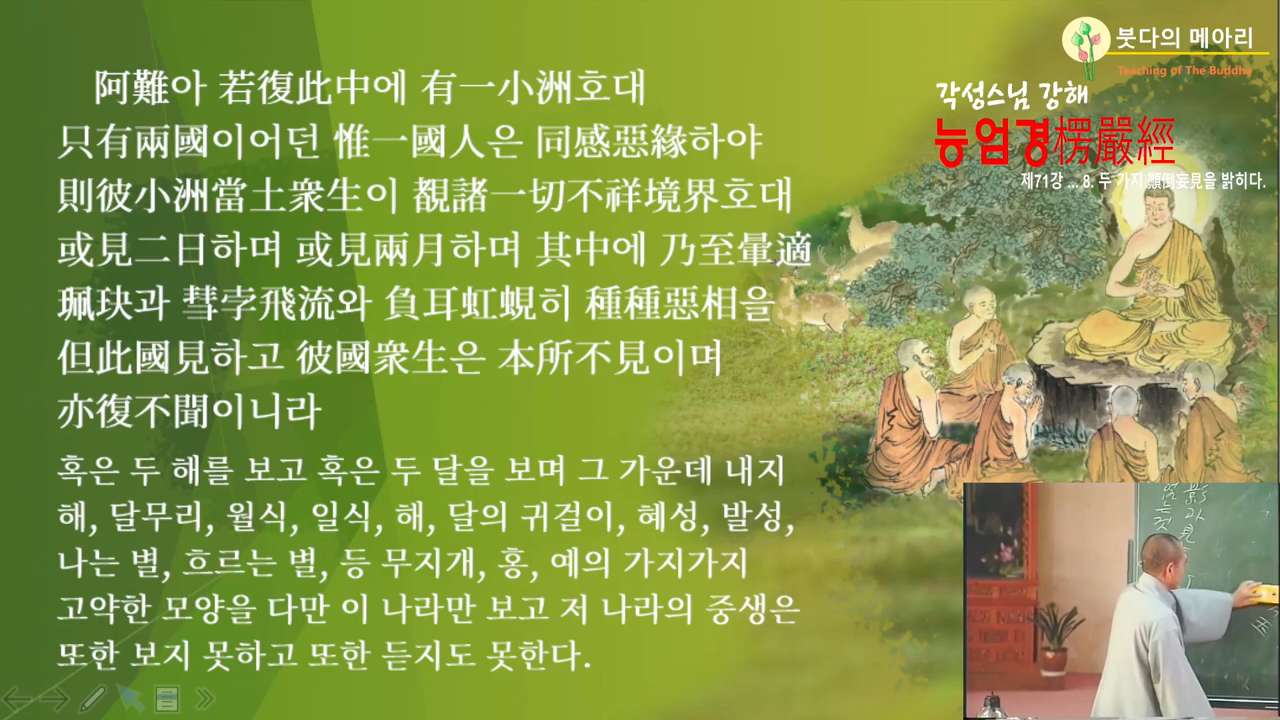 阿難아 若復此中에 有一小洲호대
只有兩國이어던 惟一國人은 同感惡緣하야
則彼小洲當土衆生이 覩諸一切不祥境界호대
或見二日하며 或見兩月하며 其中에 乃至暈適
珮玦과 彗孛飛流와 負耳虹蜺히 種種惡相을
但此國見하고 彼國衆生은 本所不見이며
亦復不聞이니라
혹은 두 해를 보고 혹은 두 달을 보며 그 가운데 내지
해, 달무리, 월식, 일식, 해, 달의 귀걸이, 혜성, 발성,
나는 별, 흐르는 별, 등 무지개, 홍, 예의 가지가지
고약한 모양을 다만 이 나라만 보고 저 나라의 중생은
또한 보지 못하고 또한 듣지도 못한다.
붓다의 메아리
Teaching of The Buddha
각성스님 강해
능엄경楞嚴經
제71강 ... 8. 두 가지 顚倒妄見을 밝히다.
影과
見